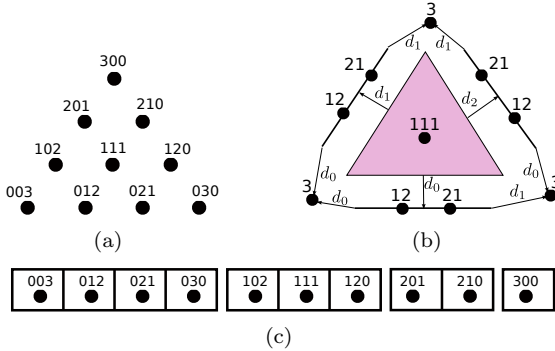 300
201 210
102 111 120
003 012 021 030
(a)
3
d₁ d₁
21 21
d₁ d₂
12 12
111
d₀ d₀ d₀
3 12 21 3
d₀ d₁
(b)
003 012 021 030 102 111 120 201 210 300
(c)